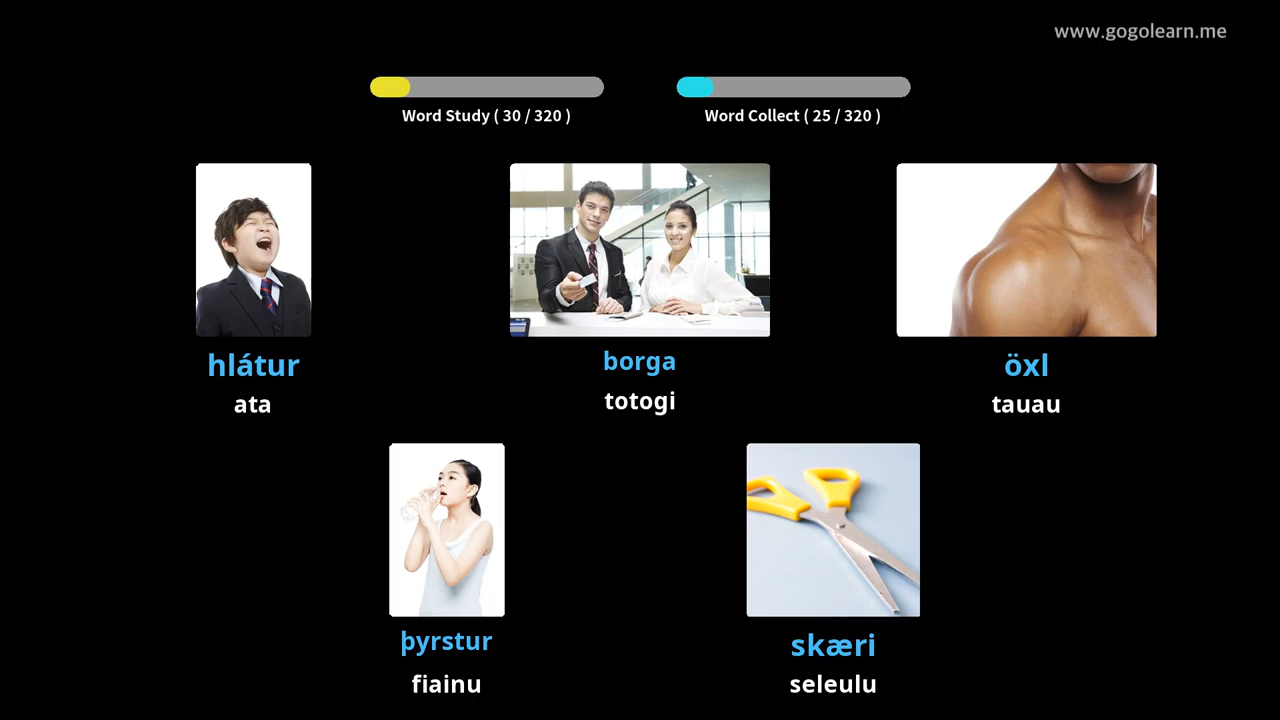 www.gogolearn.me
Word Study ( 30 / 320 )
Word Collect ( 25 / 320 )
hlátur
ata
borga
totogi
öxl
tauau
þyrstur
fiainu
skæri
seleulu